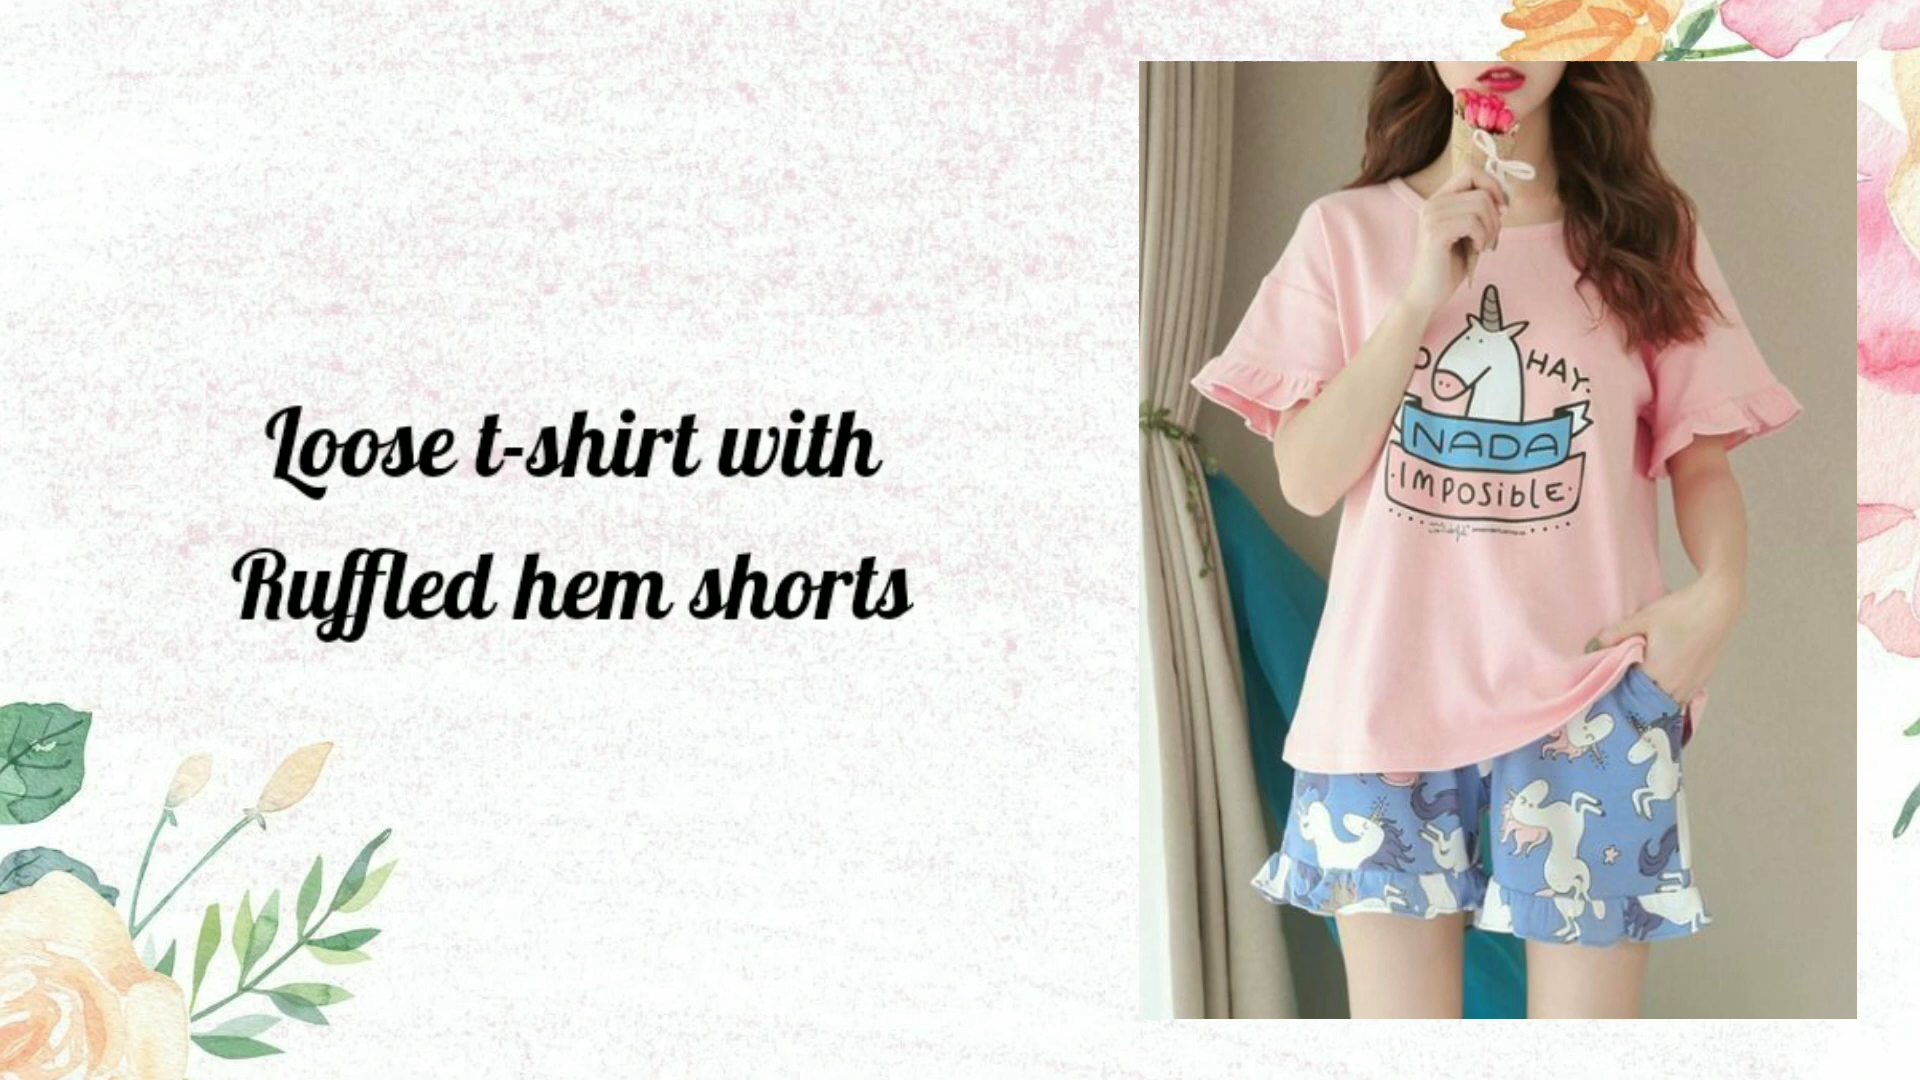 Loose t-shirt with
Ruffled hem shorts
O HAY.
NADA
IMPOSibLE